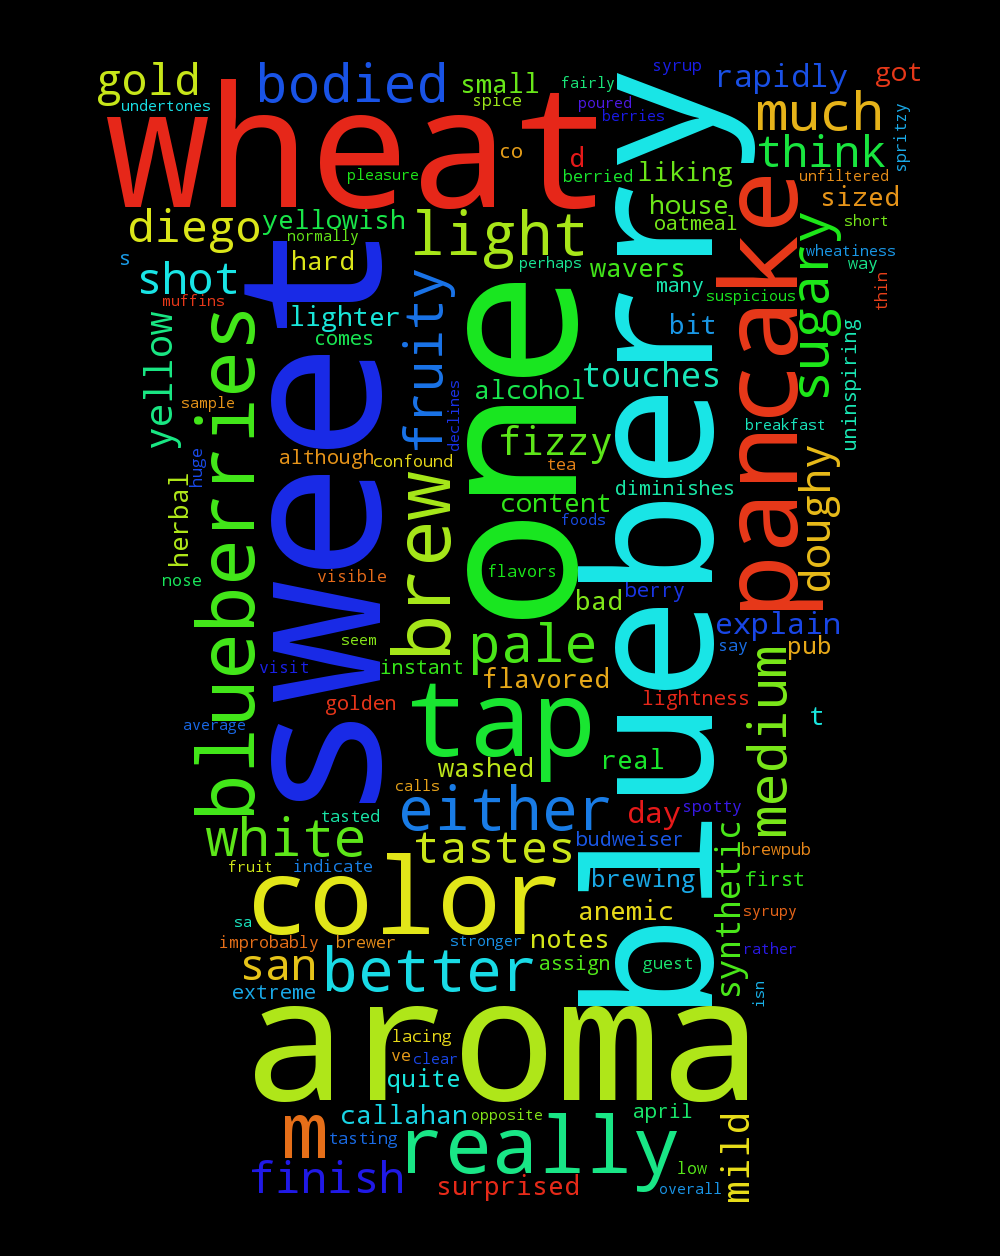 syrup
gold
bodied
small
fairly
rapidly
got
undertones
spice
poured
berries
much
spritzy
wheat
co
d
think
pleasure
berried
liking
unfiltered
sized
diego
yellowish
light
house
oatmeal
short
normally
s
hard
perhaps
wavers
wheatiness
way
shot
many
suspicious
thin
muffins
lighter
comes
bit
sugary
yellow
blueberries
sweet
fruity
one
blueberry
pancake
uninspiring
touches
alcohol
sample
declines
breakfast
fizzy
although
confound
tea
huge
herbal
brew
content
diminishes
doughy
foods
nose
visible
flavors
bad
berry
seem
pale
explain
say
pub
visit
instant
flavored
golden
lightness
medium
t
average
tap
washed
real
calls
tasted
either
day
spotty
white
tastes
budweiser
synthetic
brewpub
fruit
indicate
brewing
first
color
anemic
syrupy
sa
improbably
brewer
stronger
notes
rather
san
better
assign
guest
extreme
isn
aroma
lacing
ve
clear
quite
m
callahan
opposite
april
tasting
really
mild
finish
surprised
low
overall